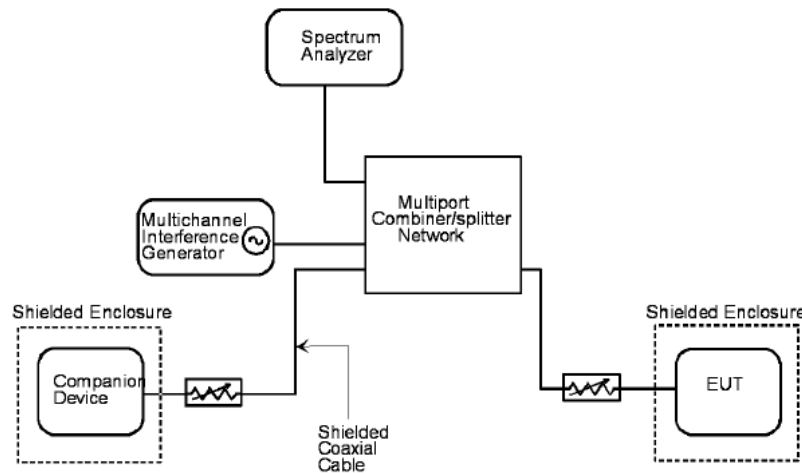 Spectrum
Analyzer
Multiport
Combiner/splitter
Network
Multichannel
Interference
Generator
Shielded Enclosure
Shielded Enclosure
Companion
Device
EUT
Shielded
Coaxial
Cable